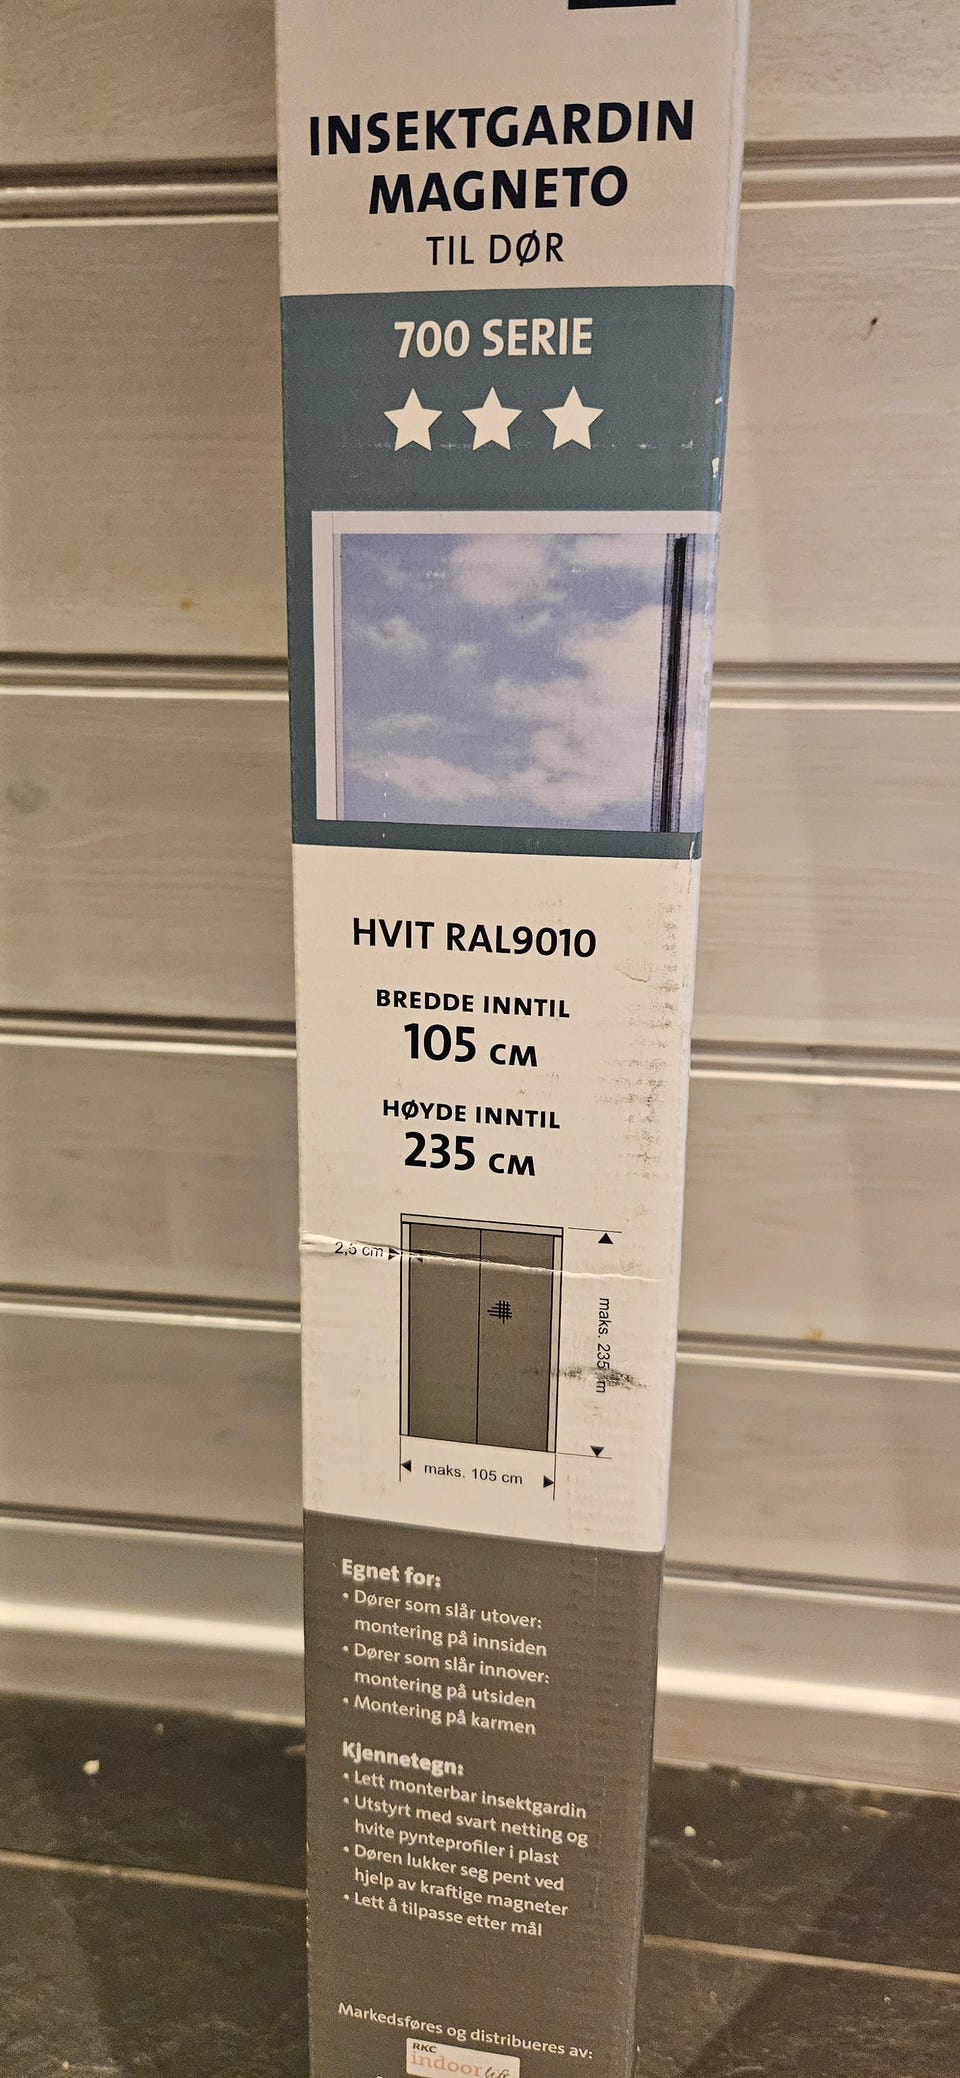 INSEKTGARDIN
MAGNETO
TIL DØR
700 SERIE
HVIT RAL9010
BREDDE INNTIL
105 CM
HØYDE INNTIL
235 CM
2,5 cm
maks. 235 cm
maks. 105 cm
Egnet for:
• Dører som slår utover:
montering på innsiden
• Dører som slår innover:
montering på utsiden
• Montering på karmen
Kjennetegn:
• Lett monterbar insektgardin
• Utstyrt med svart netting og
hvite pynteprofiler i plast
• Døren lukker seg pent ved
hjelp av kraftige magneter
• Lett å tilpasse etter mål
Markedsføres og distribueres av:
RKC
indoor life